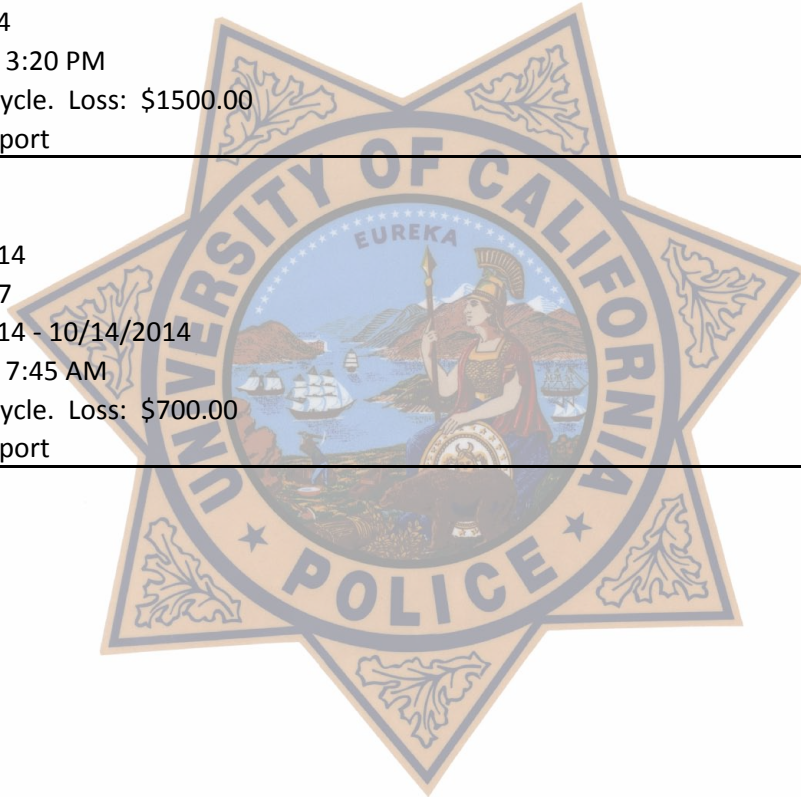 4
3:20 PM
ycle.  Loss:  $1500.00
port
14
7
14 - 10/14/2014
7:45 AM
ycle.  Loss:  $700.00
port
UNIVERSITY OF CALIFORNIA
EUREKA
POLICE